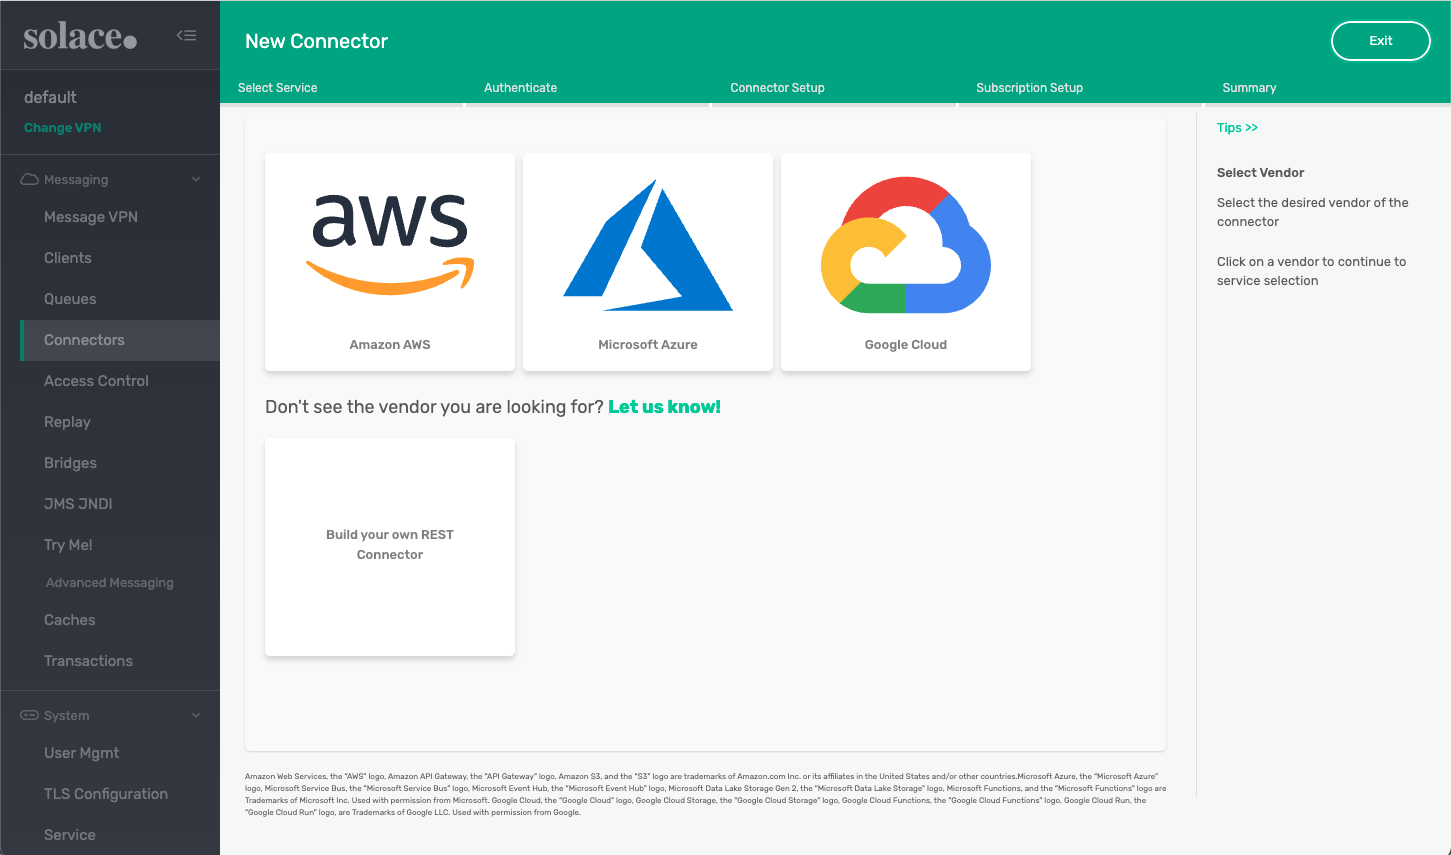 solace.
default
Change VPN
Messaging
Message VPN
Clients
Queues
Connectors
Access Control
Replay
Bridges
JMS JNDI
Try Me!
Advanced Messaging
Caches
Transactions
System
User Mgmt
TLS Configuration
Service
New Connector
Exit
Select Service
Authenticate
Connector Setup
Subscription Setup
Summary
aws
Amazon AWS
Microsoft Azure
Google Cloud
Don't see the vendor you are looking for? Let us know!
Build your own REST
Connector
Tips >>
Select Vendor
Select the desired vendor of the
connector
Click on a vendor to continue to
service selection
Amazon Web Services, the "AWS" logo, Amazon API Gateway, the "API Gateway" logo, Amazon S3, and the "S3" logo are trademarks of Amazon.com Inc. or its affiliates in the United States and/or other countries.Microsoft Azure, the “Microsoft Azure”
logo, Microsoft Service Bus, the "Microsoft Service Bus" logo, Microsoft Event Hub, the “Microsoft Event Hub” logo, Microsoft Data Lake Storage Gen 2, the "Microsoft Data Lake Storage" logo, Microsoft Functions, and the “Microsoft Functions” logo are
Trademarks of Microsoft Inc. Used with permission from Microsoft. Google Cloud, the “Google Cloud” logo, Google Cloud Storage, the "Google Cloud Storage" logo, Google Cloud Functions, the “Google Cloud Functions” logo, Google Cloud Run, the
“Google Cloud Run” logo, are Trademarks of Google LLC. Used with permission from Google.